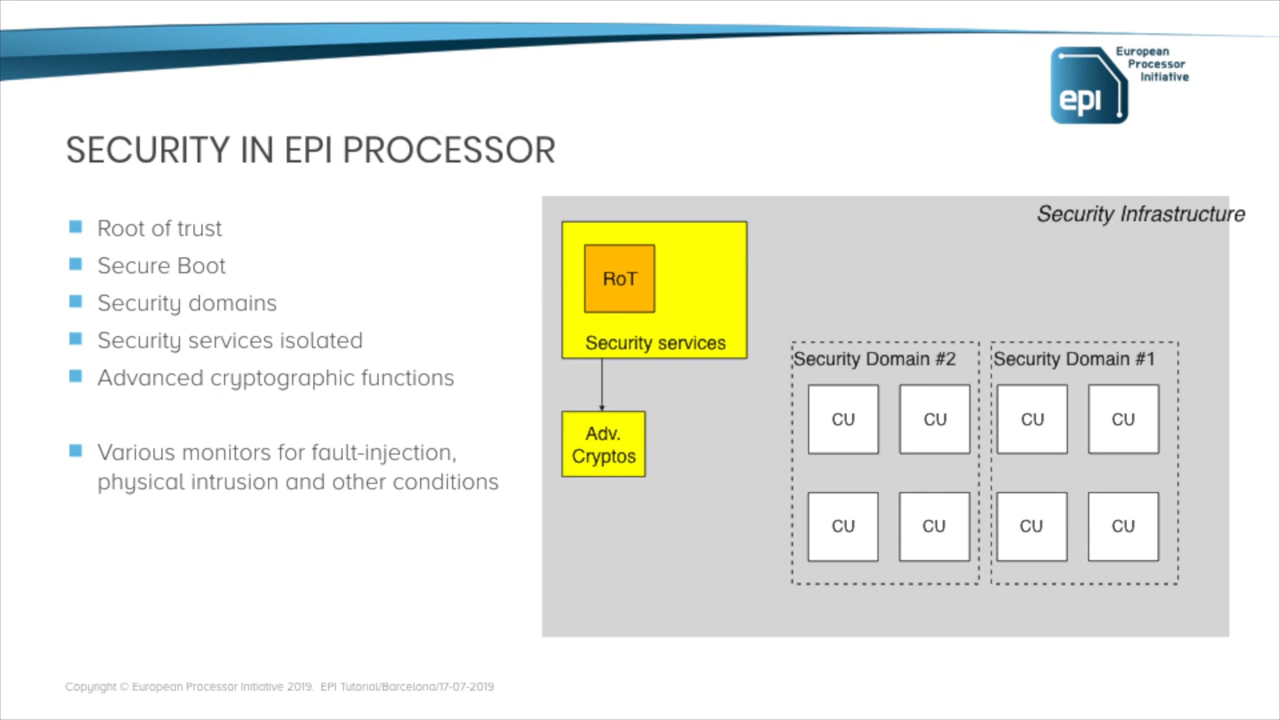 European
Processor
Initiative
epi
SECURITY IN EPI PROCESSOR
Root of trust
Secure Boot
Security domains
Security services isolated
Advanced cryptographic functions
Various monitors for fault-injection,
physical intrusion and other conditions
Security Infrastructure
RoT
Security services
Adv.
Cryptos
Security Domain #2
CU CU
CU CU
Security Domain #1
CU CU
CU CU
Copyright © European Processor Initiative 2019. EPI Tutorial/Barcelona/17-07-2019